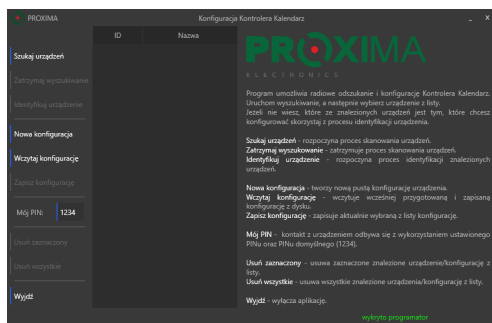 PROXIMA
Konfiguracja Kontrolera Kalendarz
_ X
ID Nazwa
Szukaj urządzeń
Zatrzymaj wyszukiwanie
Identyfikuj urządzenie
Nowa konfiguracja
Wczytaj konfigurację
Zapisz konfigurację
Mój PIN: 1234
Usuń zaznaczony
Usuń wszystkie
Wyjdź
PROXIMA
ELECTRONICS
Program umożliwia radiowe odszukanie i konfigurację Kontrolera Kalendarz.
Uruchom wyszukiwanie, a następnie wybierz urządzenie z listy.
Jeżeli nie wiesz, które ze znalezionych urządzeń jest tym, które chcesz
konfigurować skorzystaj z procesu identyfikacji urządzenia.
Szukaj urządzeń - rozpoczyna proces skanowania urządzeń.
Zatrzymaj wyszukowanie - zatrzymuje proces skanowania urządzeń.
Identyfikuj urządzenie - rozpoczyna proces identyfikacji znalezionych
urządzeń.
Nowa konfiguracja - tworzy nową pustą konfigurację urządzenia.
Wczytaj konfigurację - wczytuje wcześniej przygotowaną i zapisaną
konfigurację z dysku.
Zapisz konfigurację - zapisuje aktualnie wybraną z listy konfigurację.
Mój PIN - kontakt z urządzeniem odbywa się z wykorzystaniem ustawionego
PINu oraz PINu domyślnego (1234).
Usuń zaznaczony - usuwa zaznaczone znalezione urządzenie/konfigurację z
listy.
Usuń wszystkie - usuwa wszystkie znalezione urządzenia/konfigurację z listy.
Wyjdź - wyłącza aplikację.
wykryto programator